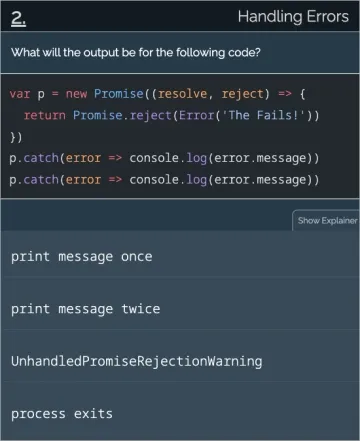 2.
Handling Errors
What will the output be for the following code?
var p = new Promise((resolve, reject) => {
  return Promise.reject(Error('The Fails!'))
})
p.catch(error => console.log(error.message))
p.catch(error => console.log(error.message))
Show Explainer
print message once
print message twice
UnhandledPromiseRejectionWarning
process exits